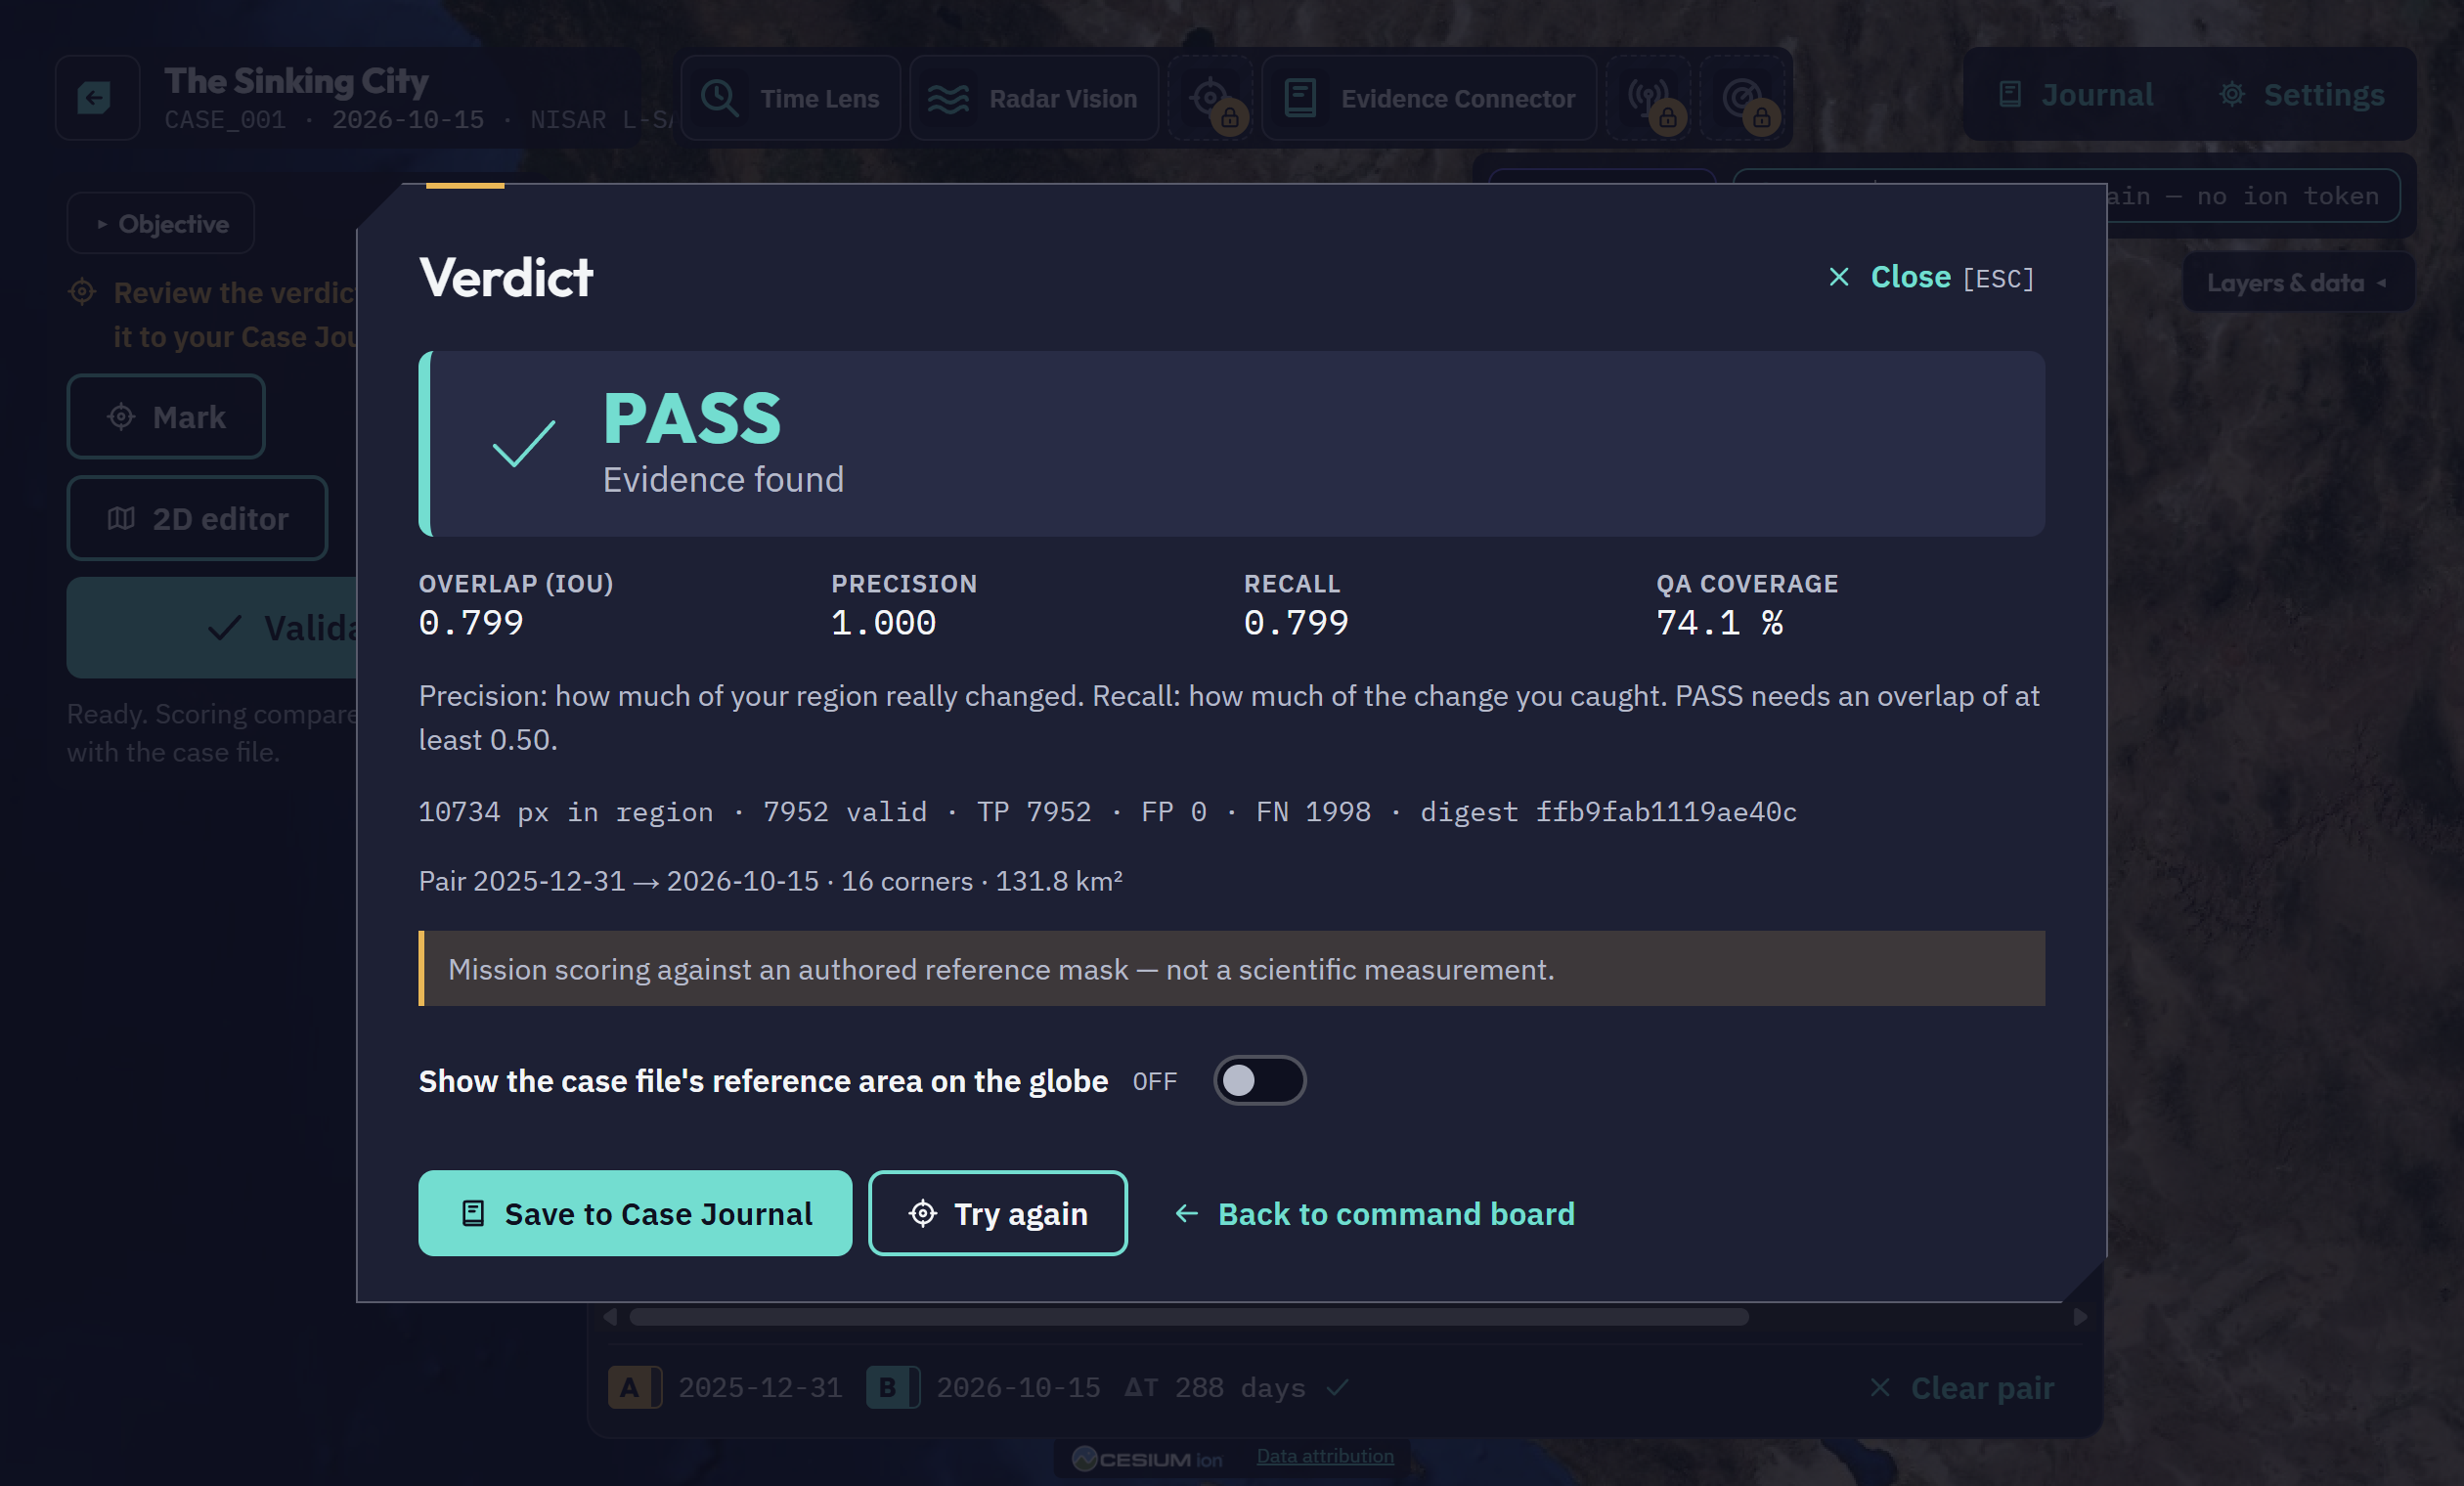 The Sinking City
CASE_001 · 2026-10-15 · NISAR
Time Lens
Radar Vision
Evidence Connector
Journal
Settings
Objective
ain — no ion token
Review the
it to your Case
Layers & data
Mark
2D editor
Ready. Scoring
with the case file.
Verdict
Close [ESC]
PASS
Evidence found
OVERLAP (IOU) PRECISION RECALL QA COVERAGE
0.799 1.000 0.799 74.1 %
Precision: how much of your region really changed. Recall: how much of the change you caught. PASS needs an overlap of at
least 0.50.
10734 px in region · 7952 valid · TP 7952 · FP 0 · FN 1998 · digest ffb9fab1119ae40c
Pair 2025-12-31 → 2026-10-15 · 16 corners · 131.8 km²
Mission scoring against an authored reference mask — not a scientific measurement.
Show the case file's reference area on the globe OFF
Save to Case Journal
Try again
Back to command board
A 2025-12-31 B 2026-10-15 ΔT 288 days
Clear pair
CESIUM ion
Data attribution